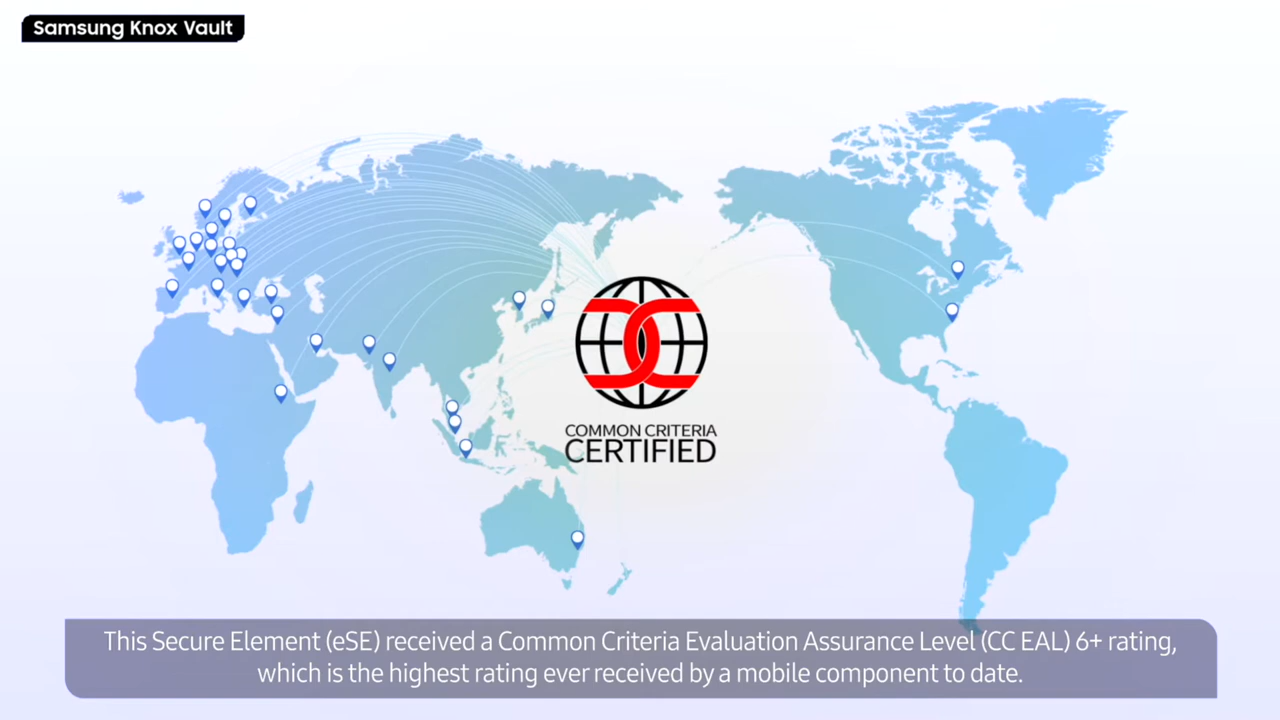 Samsung Knox Vault
COMMON CRITERIA
CERTIFIED
This Secure Element (eSE) received a Common Criteria Evaluation Assurance Level (CC EAL) 6+ rating,
which is the highest rating ever received by a mobile component to date.